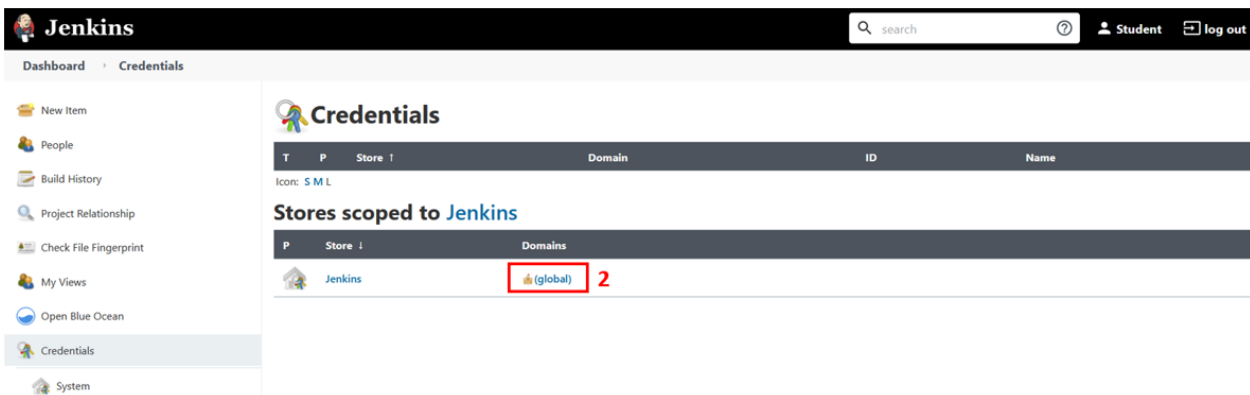 Jenkins
search
Student
log out
Dashboard
Credentials
New Item
People
Build History
Project Relationship
Check File Fingerprint
My Views
Open Blue Ocean
Credentials
System
Credentials
T P Store ↑ Domain ID Name
Icon: S M L
Stores scoped to Jenkins
P Store ↓ Domains
Jenkins (global) 2